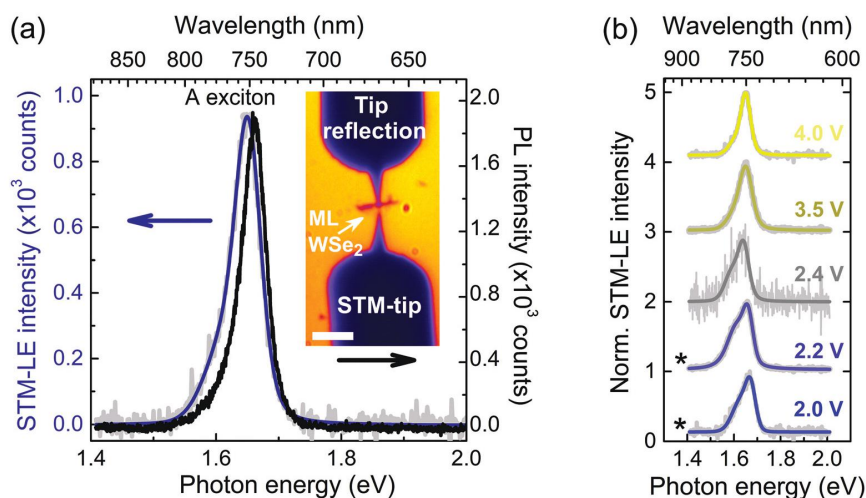 (a)
Wavelength (nm)
850 800 750 700 650
A exciton
STM-LE intensity (x10³ counts)
1.0
0.8
0.6
0.4
0.2
0.0
PL intensity (x10³ counts)
2.0
1.6
1.2
0.8
0.4
0.0
Tip
reflection
ML
WSe₂
STM-tip
1.4 1.6 1.8 2.0
Photon energy (eV)
(b)
Wavelength (nm)
900 750 600
Norm. STM-LE intensity
5
4
3
2
1
0
4.0 V
3.5 V
2.4 V
* 2.2 V
* 2.0 V
1.4 1.6 1.8 2.0
Photon energy (eV)